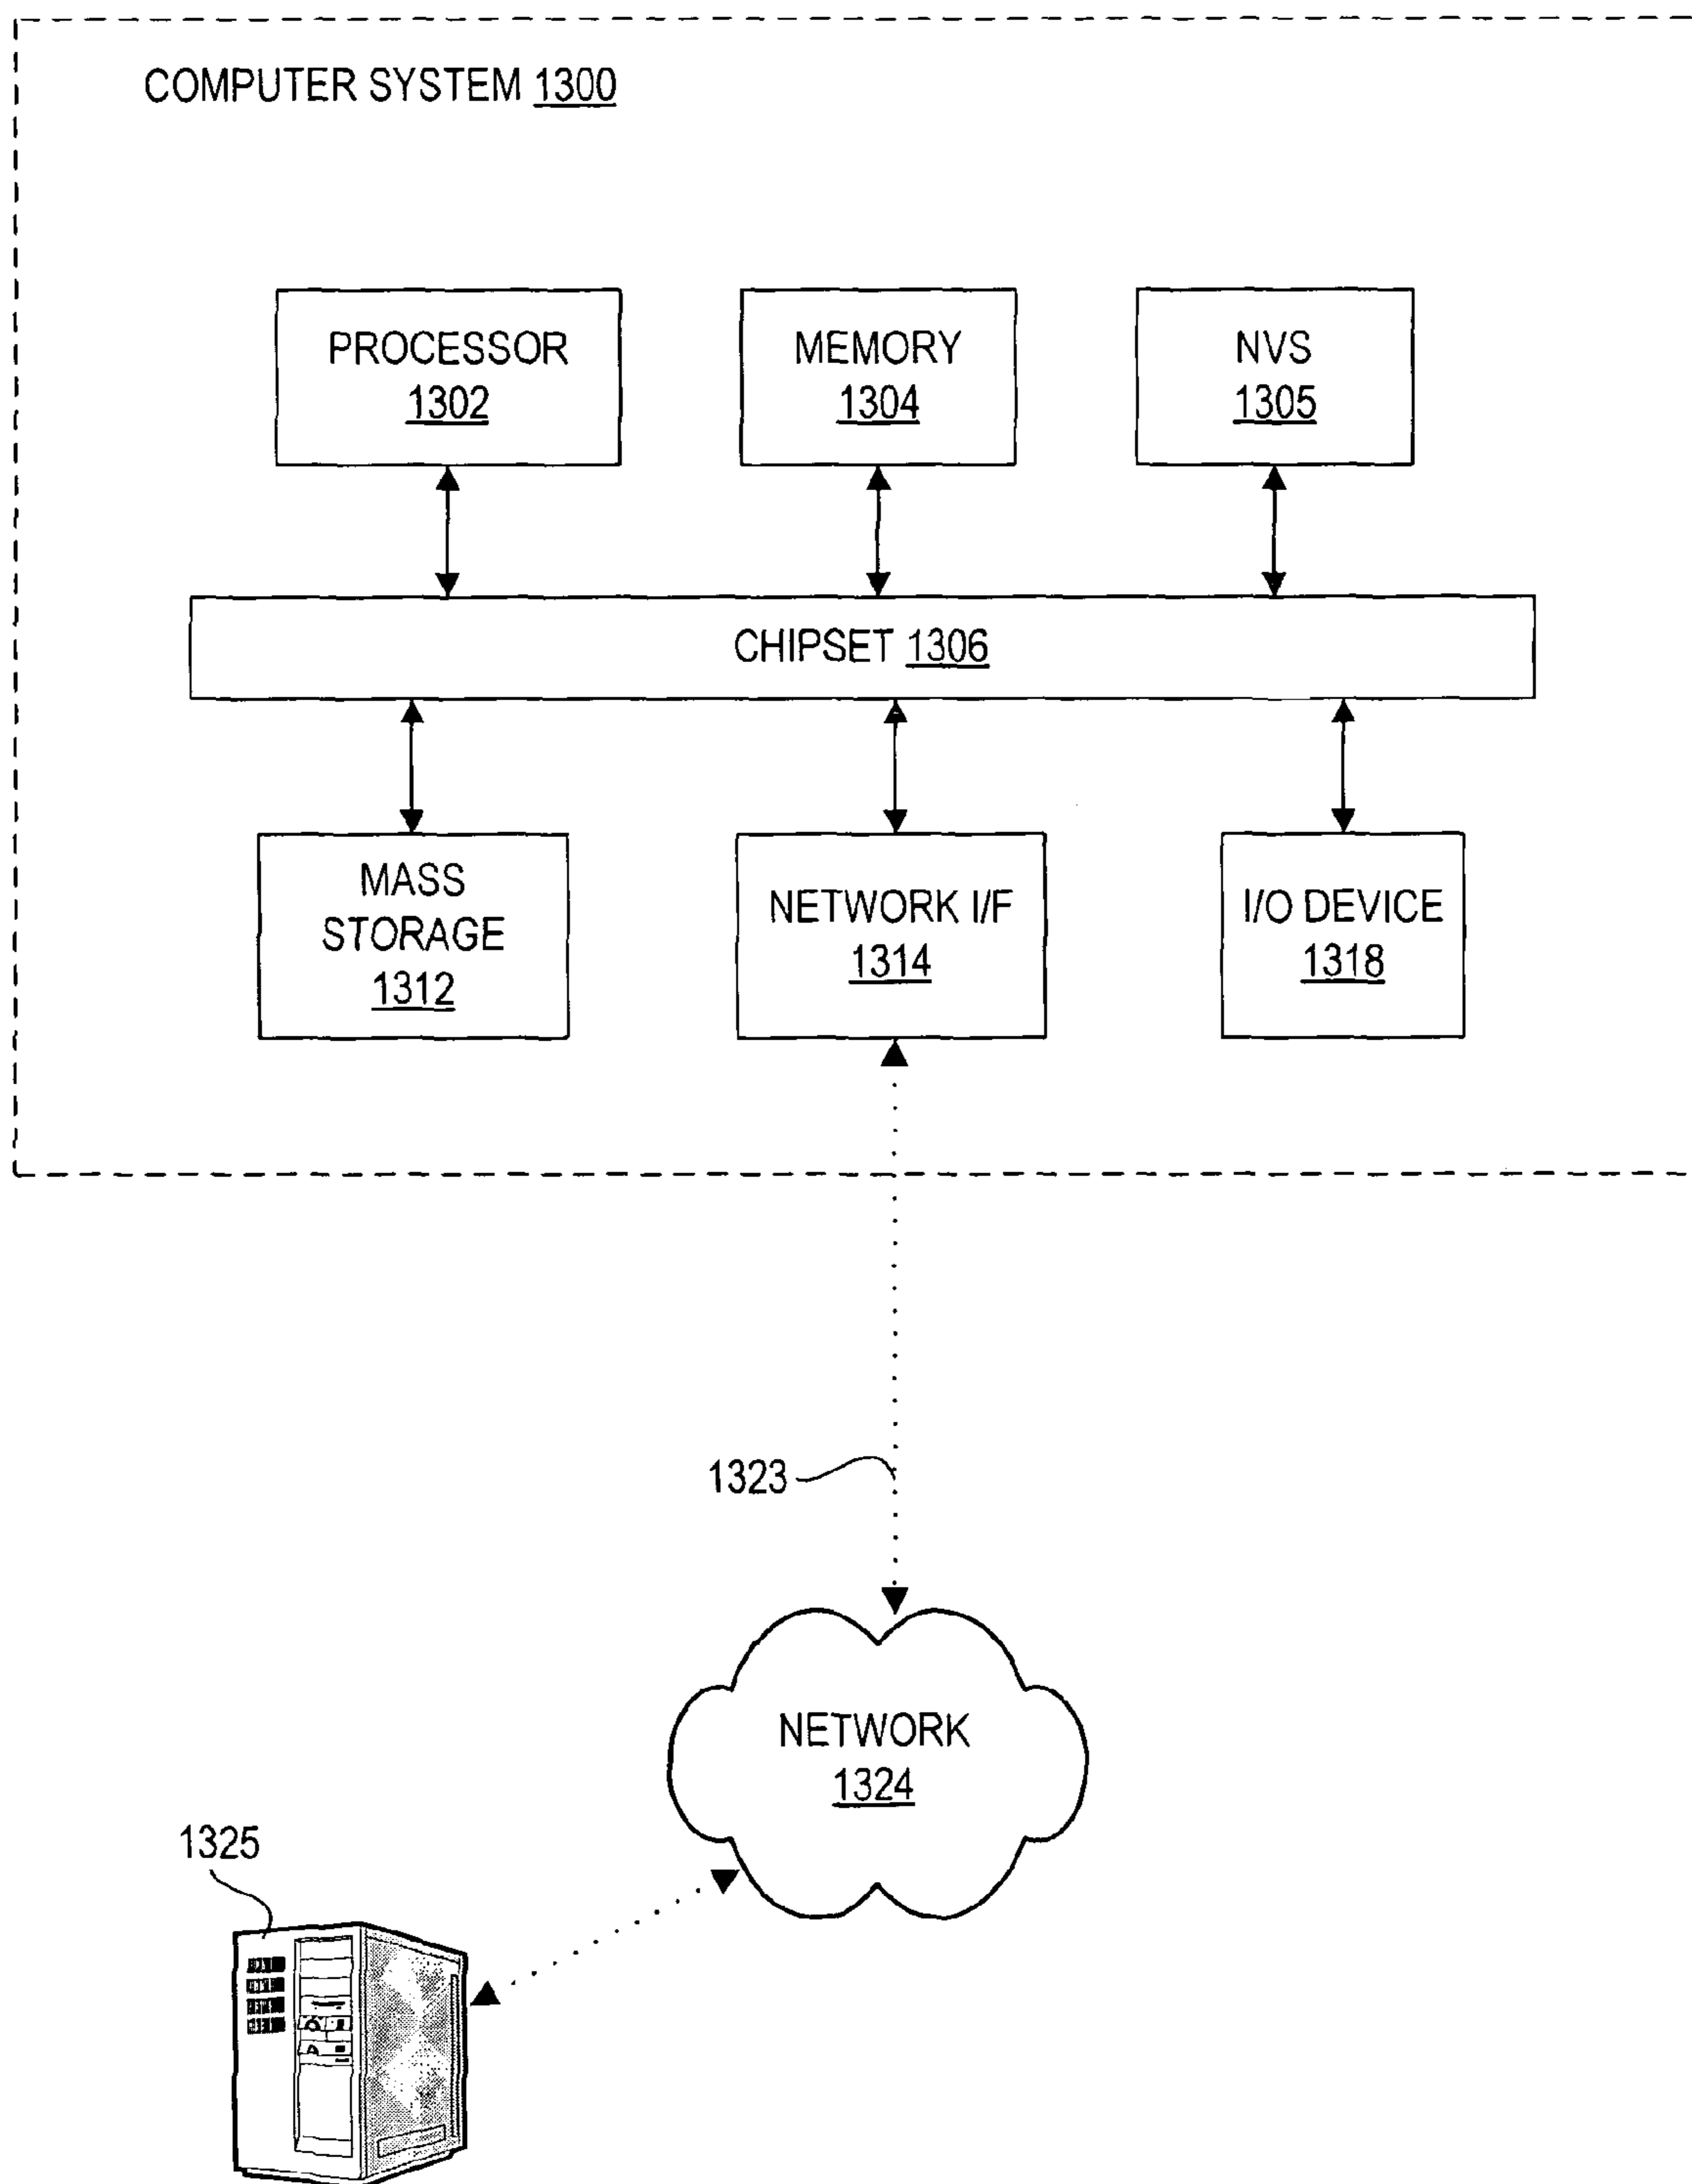 COMPUTER SYSTEM 1300
PROCESSOR
1302
MEMORY
1304
NVS
1305
CHIPSET 1306
MASS
STORAGE
1312
NETWORK I/F
1314
I/O DEVICE
1318
1323
NETWORK
1324
1325